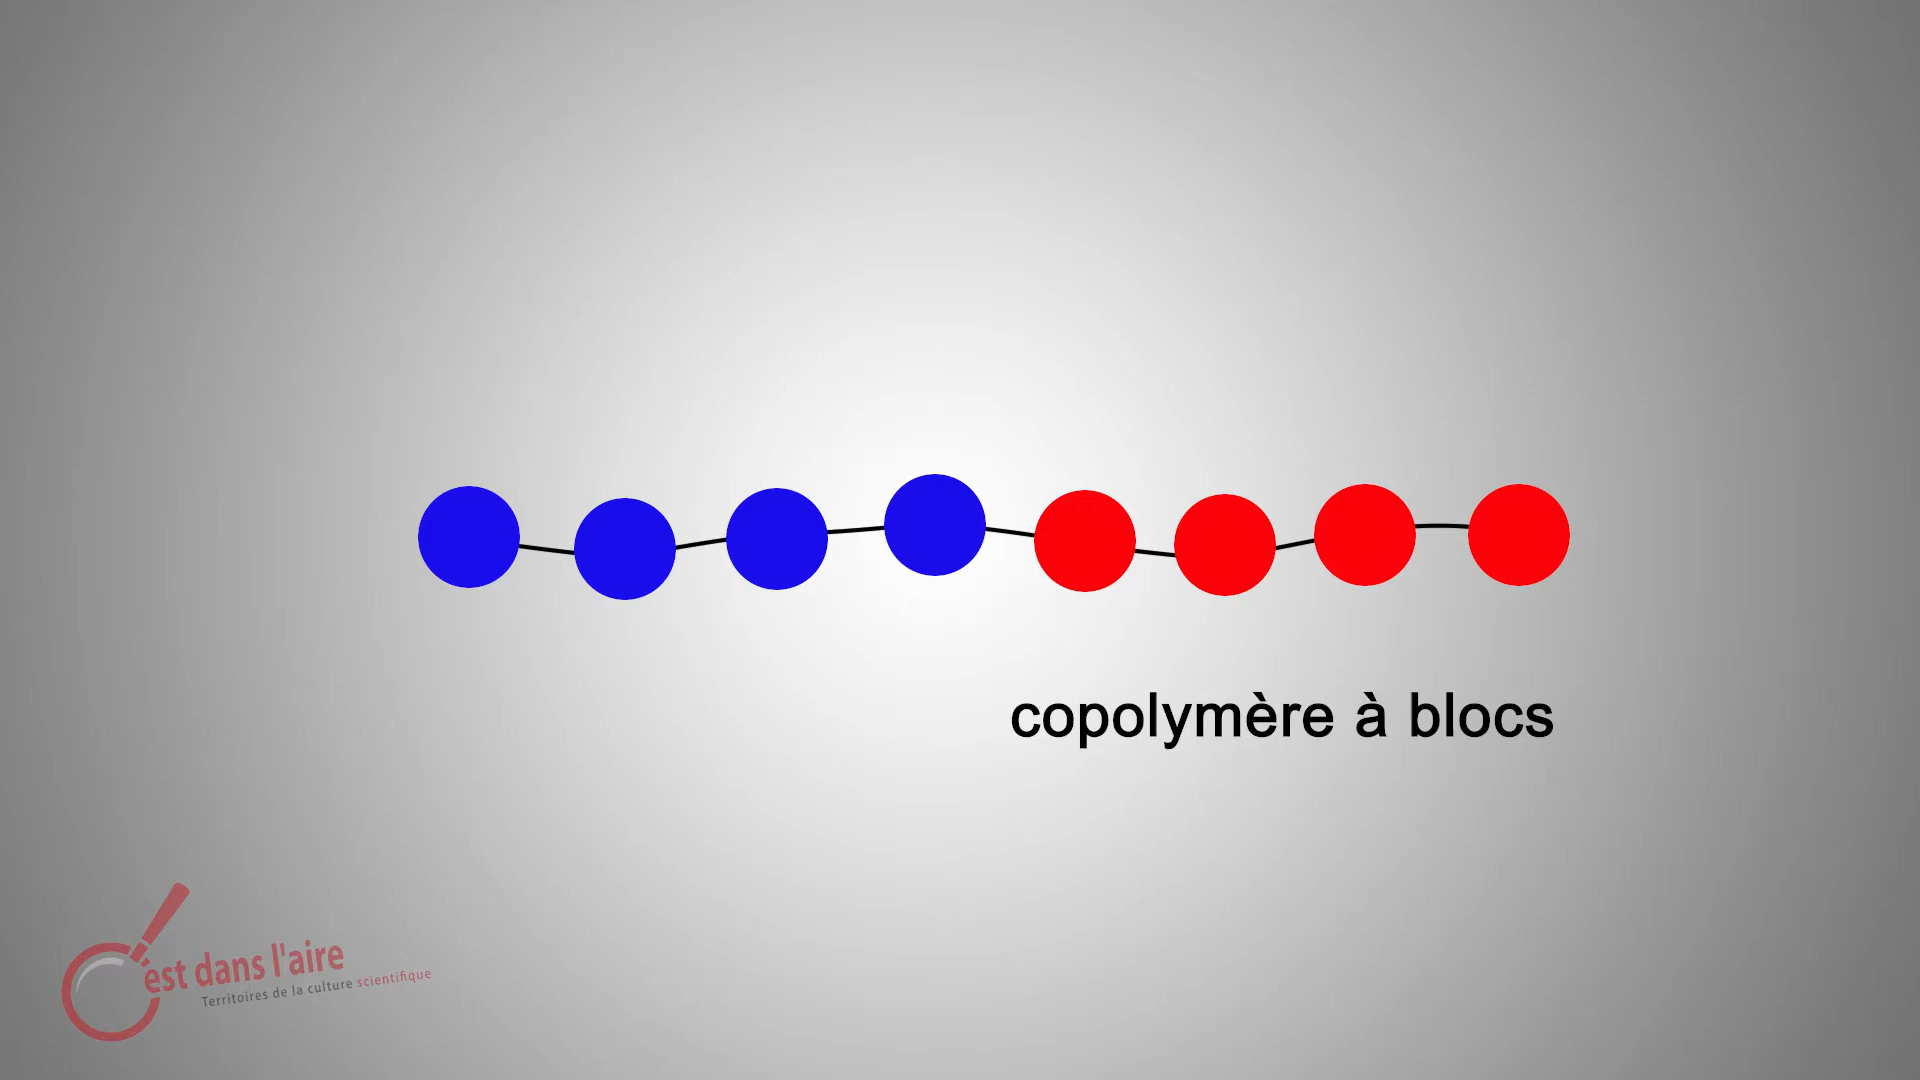 copolymère à blocs
C'est dans l'aire
Territoires de la culture scientifique